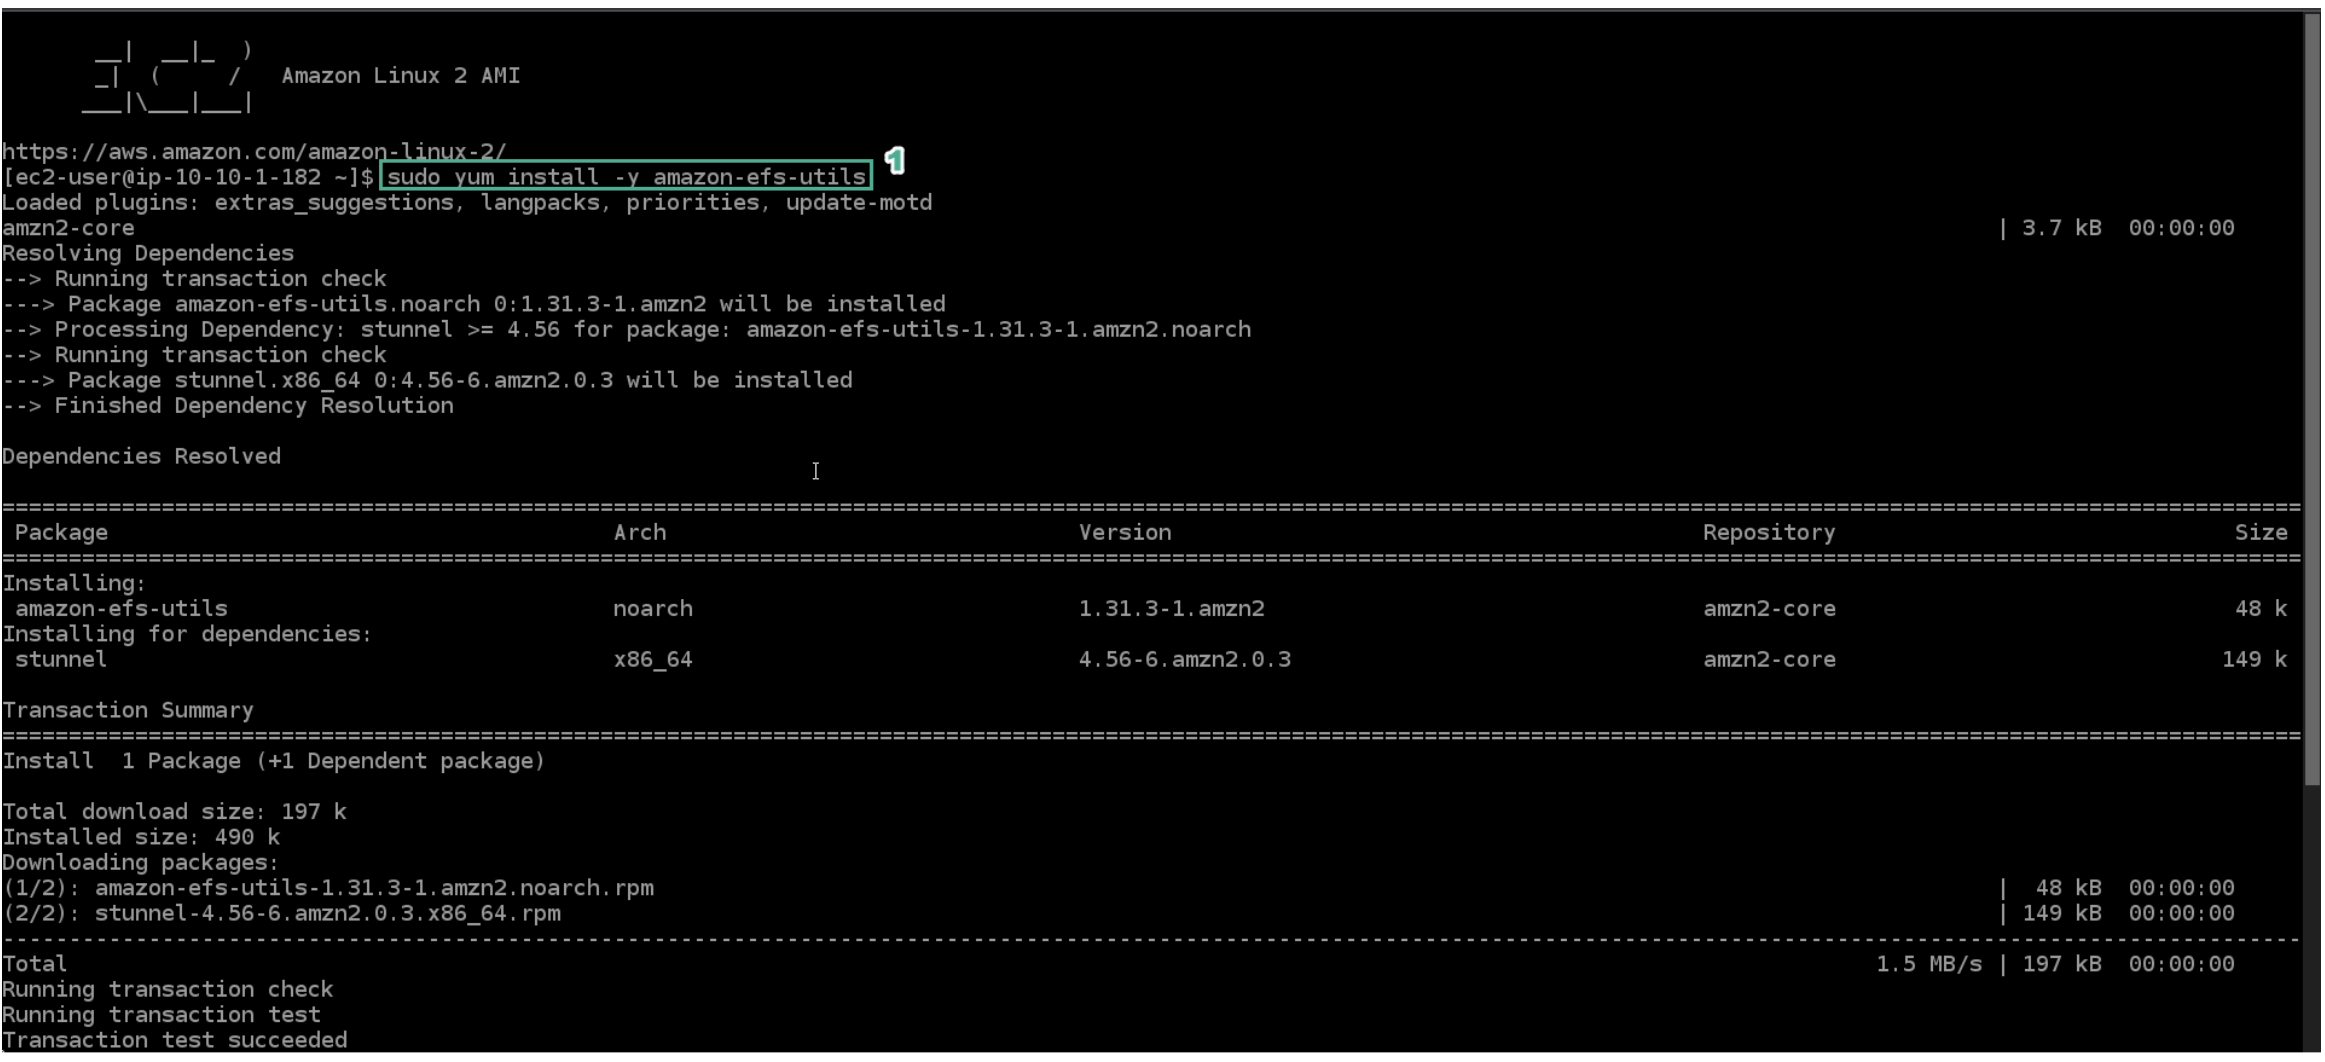 __|  __|_  )
_|  (     /   Amazon Linux 2 AMI
___|\___|___|
https://aws.amazon.com/amazon-linux-2/
[ec2-user@ip-10-10-1-182 ~]$ sudo yum install -y amazon-efs-utils 1
Loaded plugins: extras_suggestions, langpacks, priorities, update-motd
amzn2-core | 3.7 kB 00:00:00
Resolving Dependencies
--> Running transaction check
---> Package amazon-efs-utils.noarch 0:1.31.3-1.amzn2 will be installed
--> Processing Dependency: stunnel >= 4.56 for package: amazon-efs-utils-1.31.3-1.amzn2.noarch
--> Running transaction check
---> Package stunnel.x86_64 0:4.56-6.amzn2.0.3 will be installed
--> Finished Dependency Resolution
Dependencies Resolved
Package Arch Version Repository Size
Installing:
amazon-efs-utils noarch 1.31.3-1.amzn2 amzn2-core 48 k
Installing for dependencies:
stunnel x86_64 4.56-6.amzn2.0.3 amzn2-core 149 k
Transaction Summary
Install 1 Package (+1 Dependent package)
Total download size: 197 k
Installed size: 490 k
Downloading packages:
(1/2): amazon-efs-utils-1.31.3-1.amzn2.noarch.rpm | 48 kB 00:00:00
(2/2): stunnel-4.56-6.amzn2.0.3.x86_64.rpm | 149 kB 00:00:00
Total 1.5 MB/s | 197 kB 00:00:00
Running transaction check
Running transaction test
Transaction test succeeded